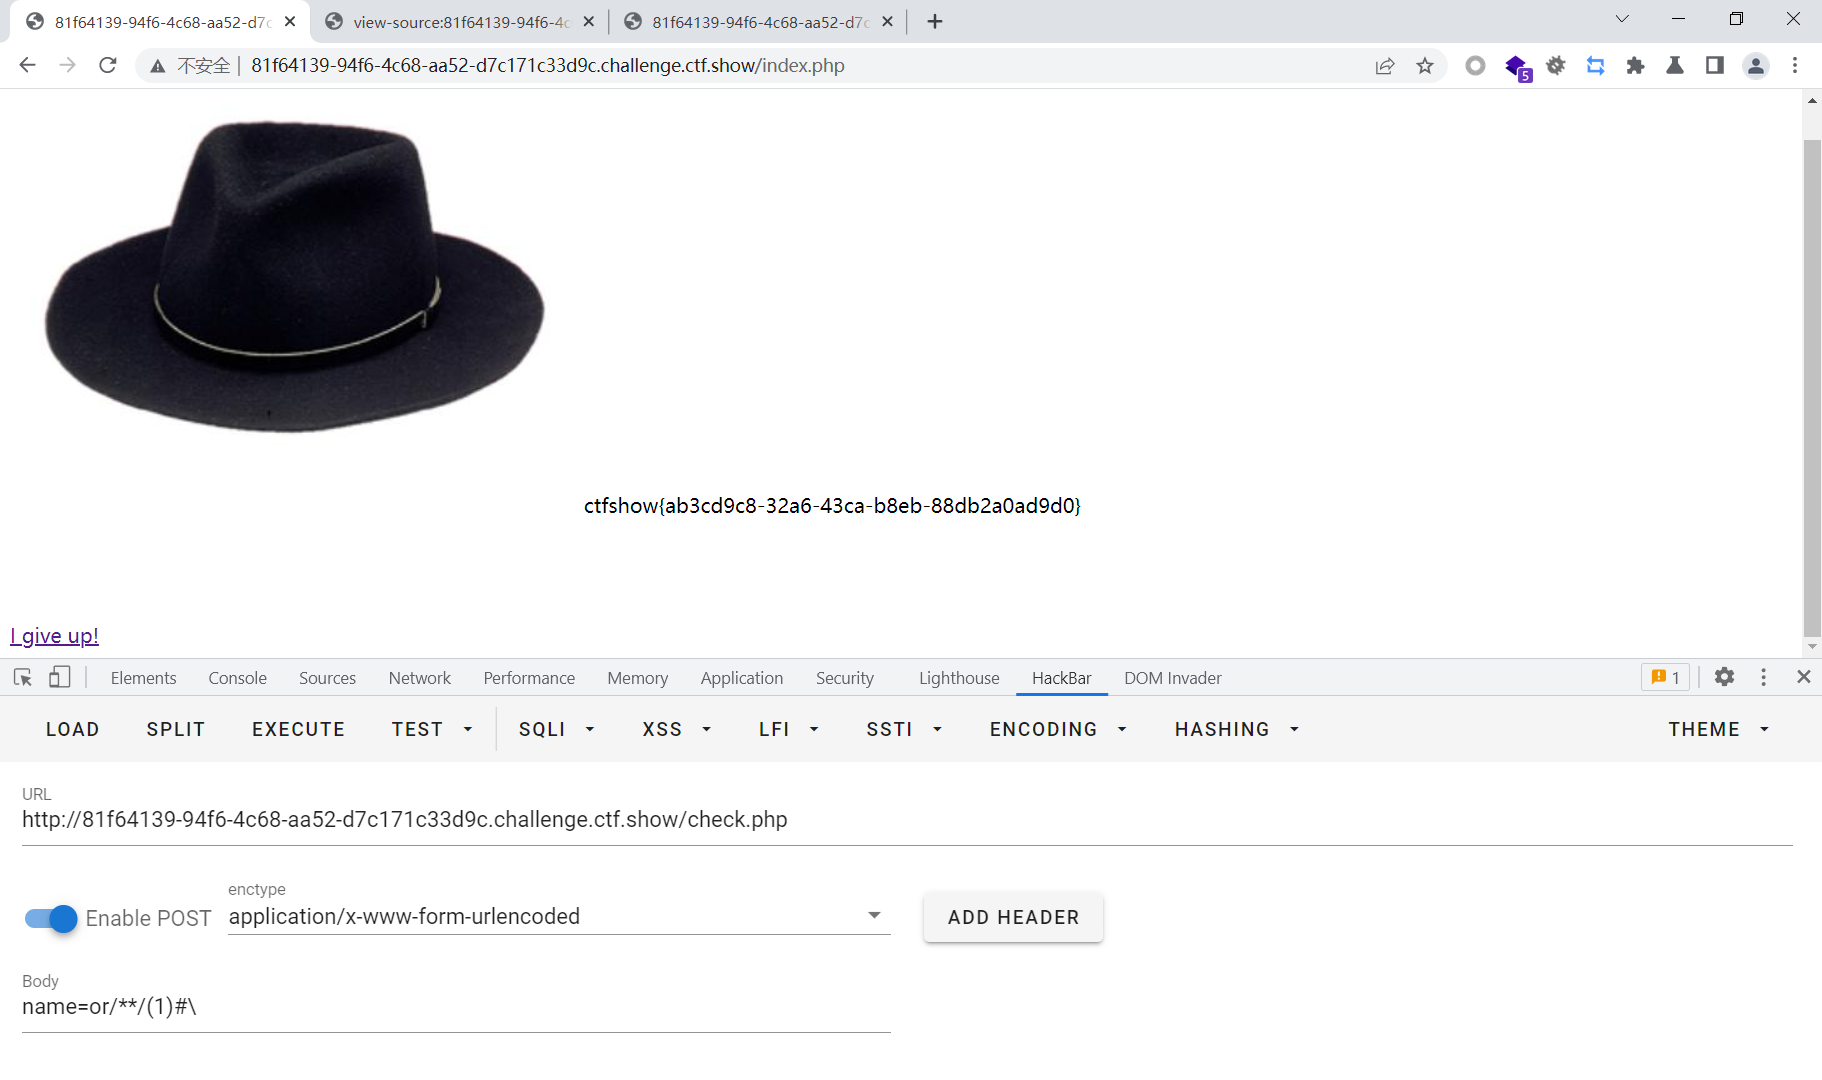 81f64139-94f6-4c68-aa52-d7c
view-source:81f64139-94f6-4c
81f64139-94f6-4c68-aa52-d7c
不安全 | 81f64139-94f6-4c68-aa52-d7c171c33d9c.challenge.ctf.show/index.php
5
ctfshow{ab3cd9c8-32a6-43ca-b8eb-88db2a0ad9d0}
I give up!
Elements Console Sources Network Performance Memory Application Security Lighthouse HackBar DOM Invader 1
LOAD SPLIT EXECUTE TEST SQLI XSS LFI SSTI ENCODING HASHING THEME
URL
http://81f64139-94f6-4c68-aa52-d7c171c33d9c.challenge.ctf.show/check.php
enctype
Enable POST application/x-www-form-urlencoded ADD HEADER
Body
name=or/**/(1)#\